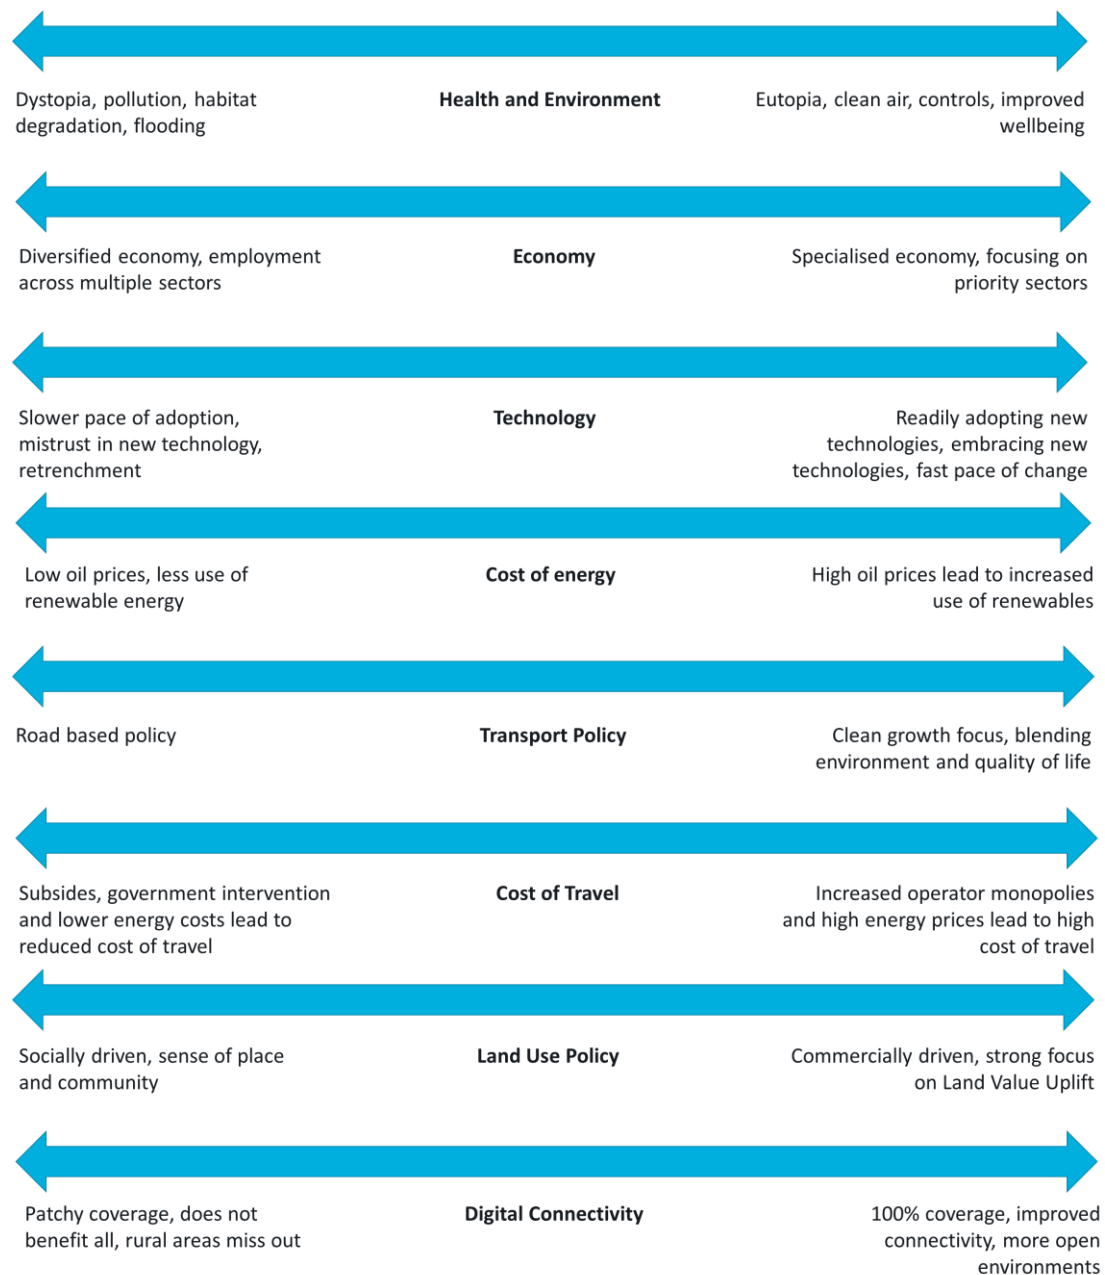 Dystopia, pollution, habitat
degradation, flooding
Health and Environment
Eutopia, clean air, controls, improved
wellbeing
Diversified economy, employment
across multiple sectors
Economy
Specialised economy, focusing on
priority sectors
Slower pace of adoption,
mistrust in new technology,
retrenchment
Technology
Readily adopting new
technologies, embracing new
technologies, fast pace of change
Low oil prices, less use of
renewable energy
Cost of energy
High oil prices lead to increased
use of renewables
Road based policy
Transport Policy
Clean growth focus, blending
environment and quality of life
Subsides, government intervention
and lower energy costs lead to
reduced cost of travel
Cost of Travel
Increased operator monopolies
and high energy prices lead to high
cost of travel
Socially driven, sense of place
and community
Land Use Policy
Commercially driven, strong focus
on Land Value Uplift
Patchy coverage, does not
benefit all, rural areas miss out
Digital Connectivity
100% coverage, improved
connectivity, more open
environments